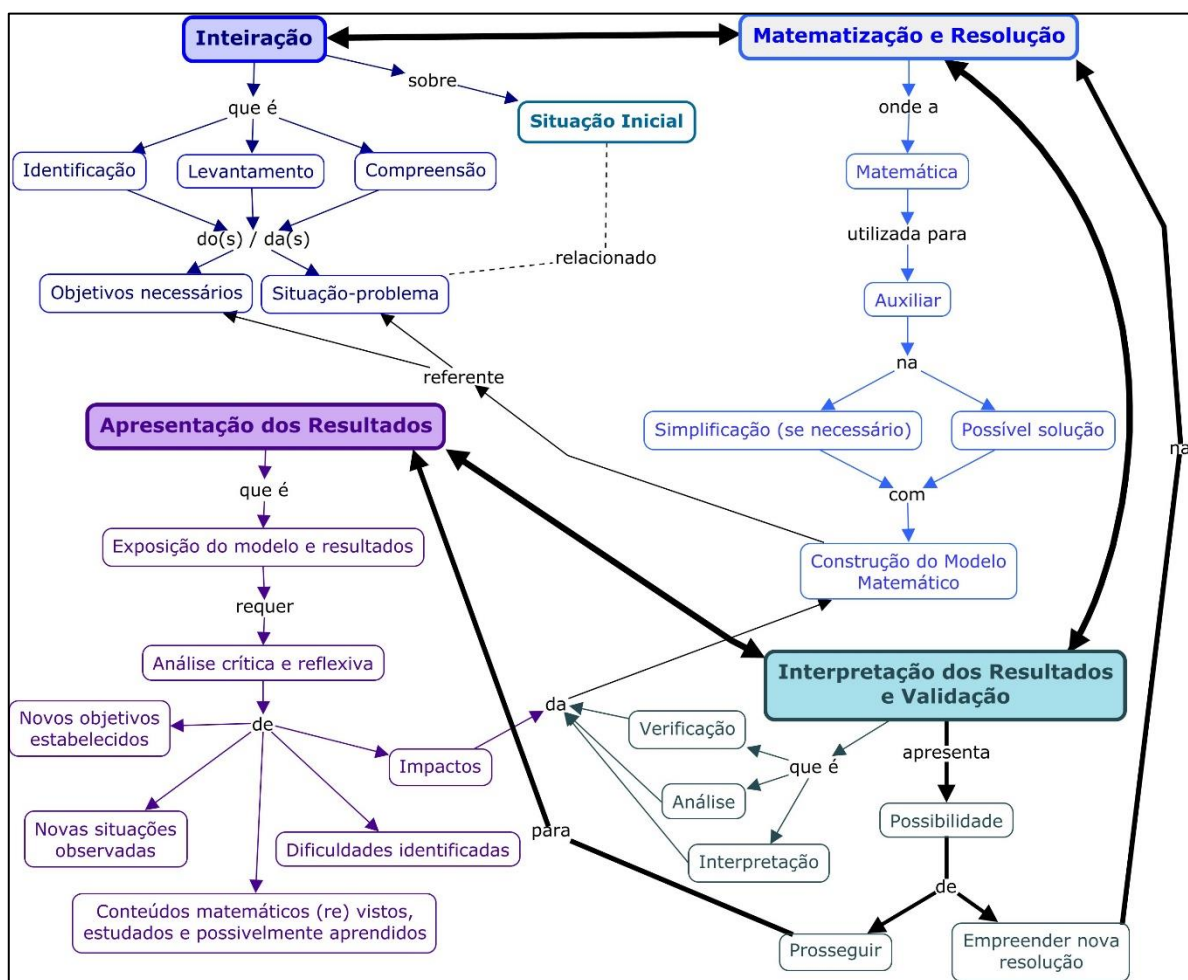 Inteiração
Matematização e Resolução
sobre
que é
onde a
Situação Inicial
Identificação
Levantamento
Compreensão
Matemática
do(s) / da(s)
utilizada para
relacionado
Objetivos necessários
Situação-problema
Auxiliar
na
referente
Apresentação dos Resultados
Simplificação (se necessário)
Possível solução
na
que é
com
Exposição do modelo e resultados
Construção do Modelo
Matemático
requer
Análise crítica e reflexiva
Interpretação dos Resultados
e Validação
Novos objetivos
estabelecidos
de
da
Verificação
apresenta
Impactos
que é
Análise
Possibilidade
Novas situações
observadas
Dificuldades identificadas
para
Interpretação
de
Conteúdos matemáticos (re) vistos,
estudados e possivelmente aprendidos
Prosseguir
Empreender nova
resolução